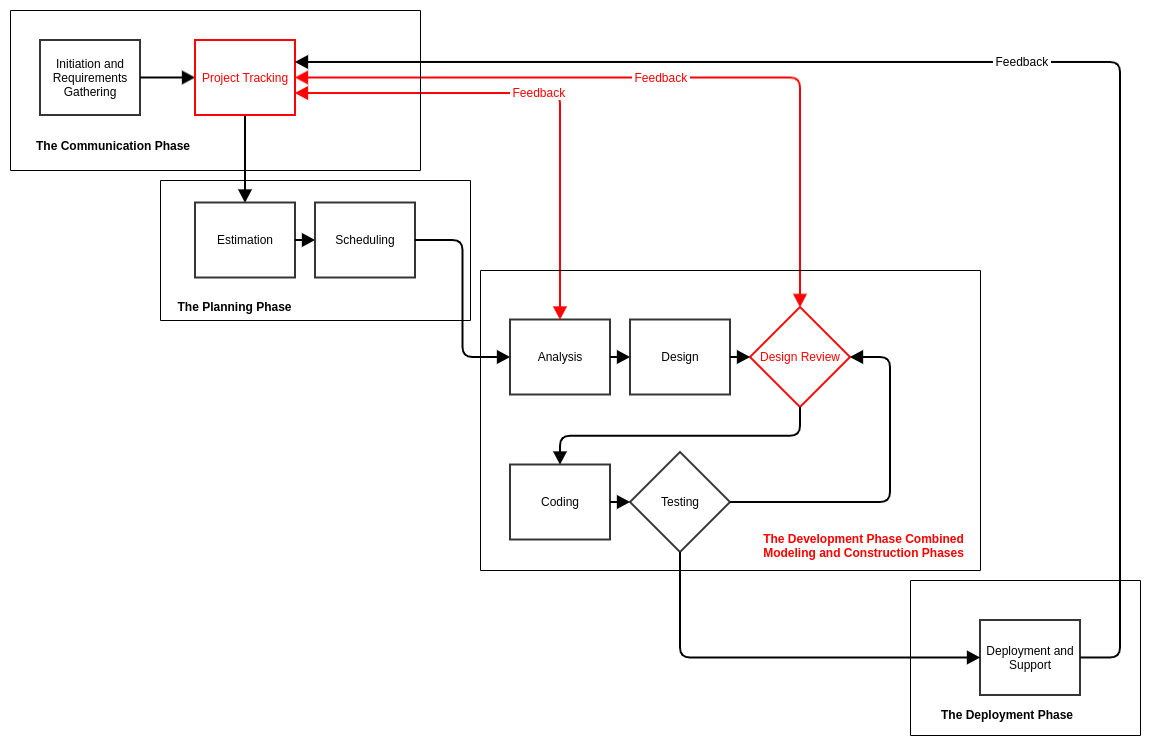 Initiation and
Requirements
Gathering
Project Tracking
Feedback
Feedback
Feedback
The Communication Phase
Estimation
Scheduling
The Planning Phase
Analysis
Design
Design Review
Coding
Testing
The Development Phase Combined
Modeling and Construction Phases
Deployment and
Support
The Deployment Phase